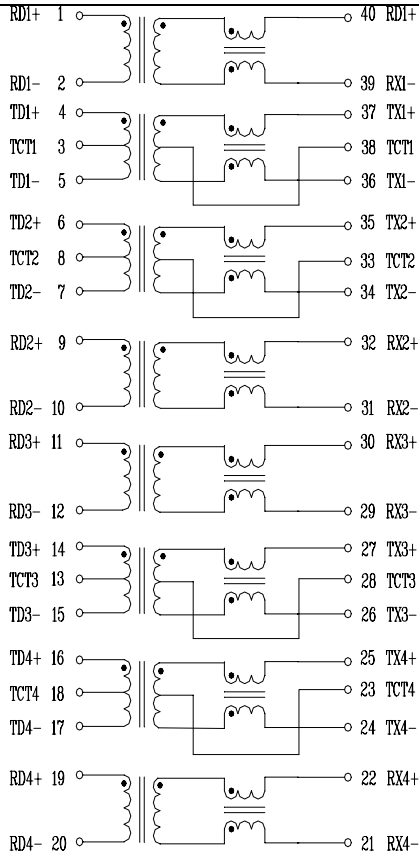 RD1+ 1 40 RD1+
RD1- 2 39 RX1-
TD1+ 4 37 TX1+
TCT1 3 38 TCT1
TD1- 5 36 TX1-
TD2+ 6 35 TX2+
TCT2 8 33 TCT2
TD2- 7 34 TX2-
RD2+ 9 32 RX2+
RD2- 10 31 RX2-
RD3+ 11 30 RX3+
RD3- 12 29 RX3-
TD3+ 14 27 TX3+
TCT3 13 28 TCT3
TD3- 15 26 TX3-
TD4+ 16 25 TX4+
TCT4 18 23 TCT4
TD4- 17 24 TX4-
RD4+ 19 22 RX4+
RD4- 20 21 RX4-